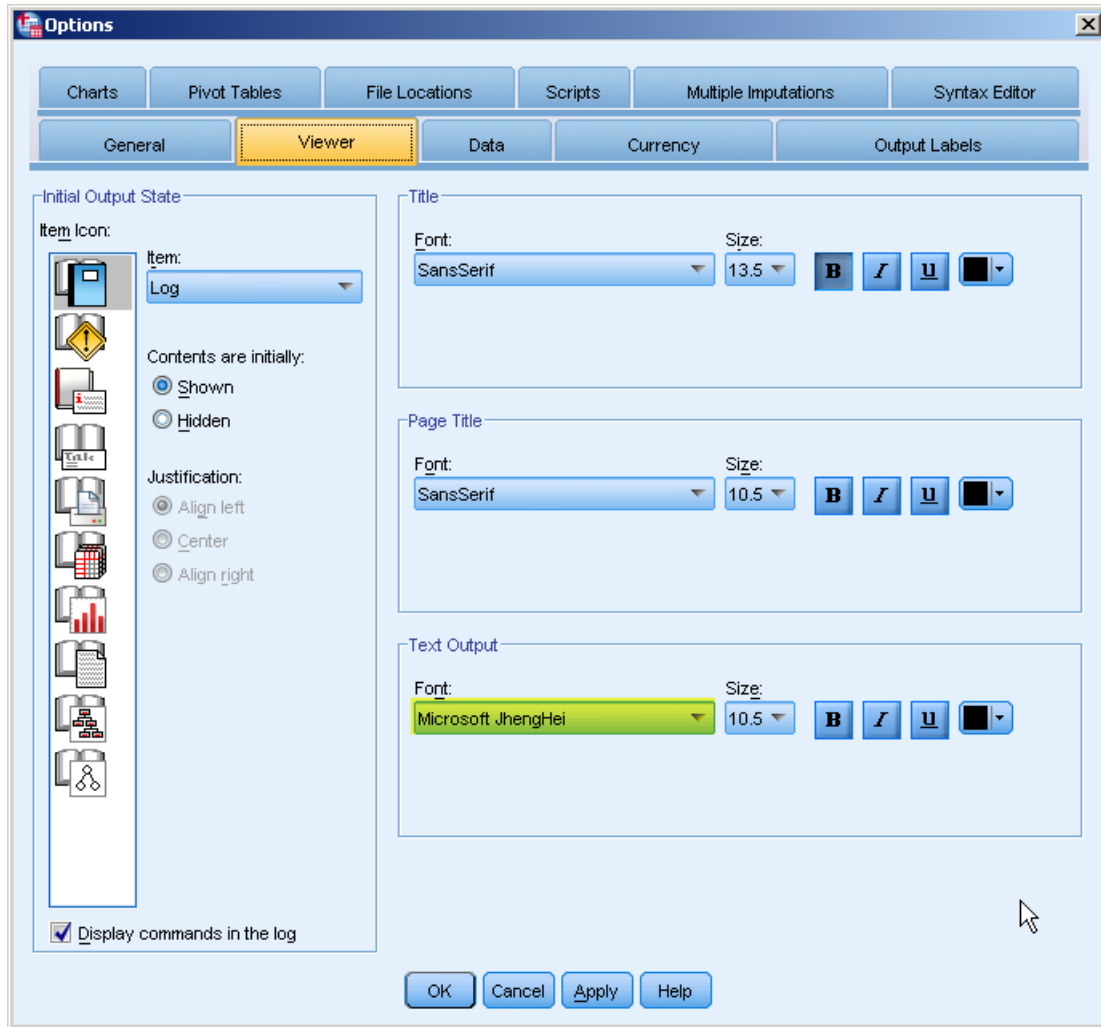 Options
Charts
Pivot Tables
File Locations
Scripts
Multiple Imputations
Syntax Editor
General
Viewer
Data
Currency
Output Labels
Initial Output State
Item Icon:
Item:
Log
Contents are initially:
Shown
Hidden
Justification:
Align left
Center
Align right
Display commands in the log
Title
Font:
Size:
SansSerif
13.5
B
I
u
Page Title
Font:
Size:
SansSerif
10.5
B
I
u
Text Output
Font:
Size:
Microsoft JhengHei
10.5
B
I
u
OK
Cancel
Apply
Help